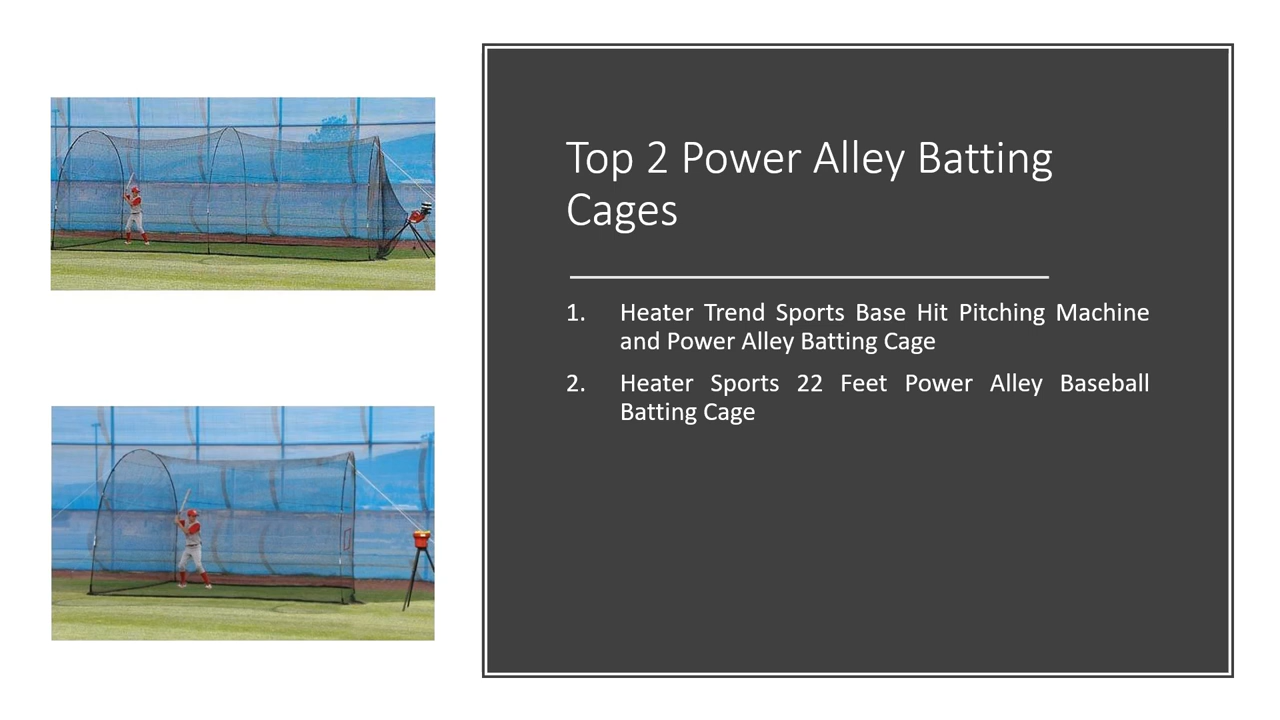 Top 2 Power Alley Batting
Cages
1. Heater Trend Sports Base Hit Pitching Machine
and Power Alley Batting Cage
2. Heater Sports 22 Feet Power Alley Baseball
Batting Cage